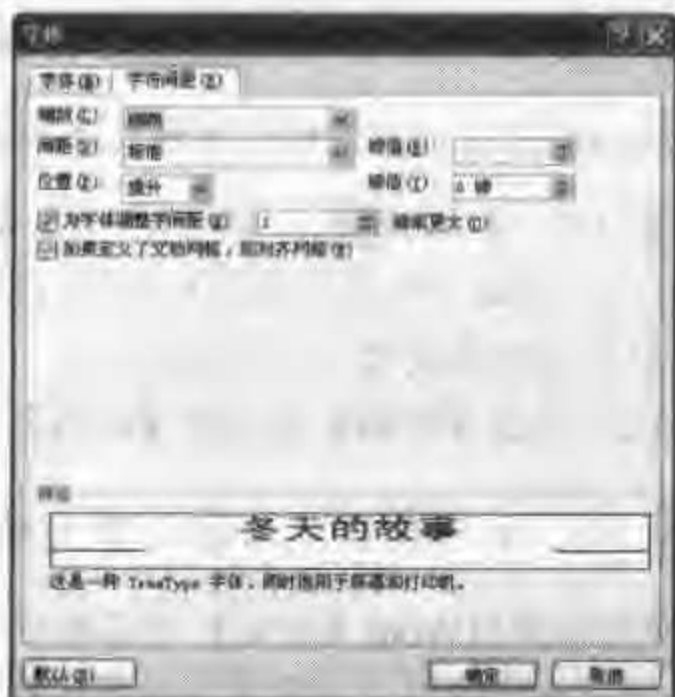 字体
字体(N) 字符间距(R)
缩放(C):
间距(S): 标准 磅值(B):
位置(P): 提升 磅值(Y): 磅
为字体调整字间距(K): 1 磅或更大(O)
如果定义了文档网格，则对齐网格(W)
预览
冬天的故事
这是一种 TrueType 字体，同时适用于屏幕和打印机。
默认(D)... 确定 取消